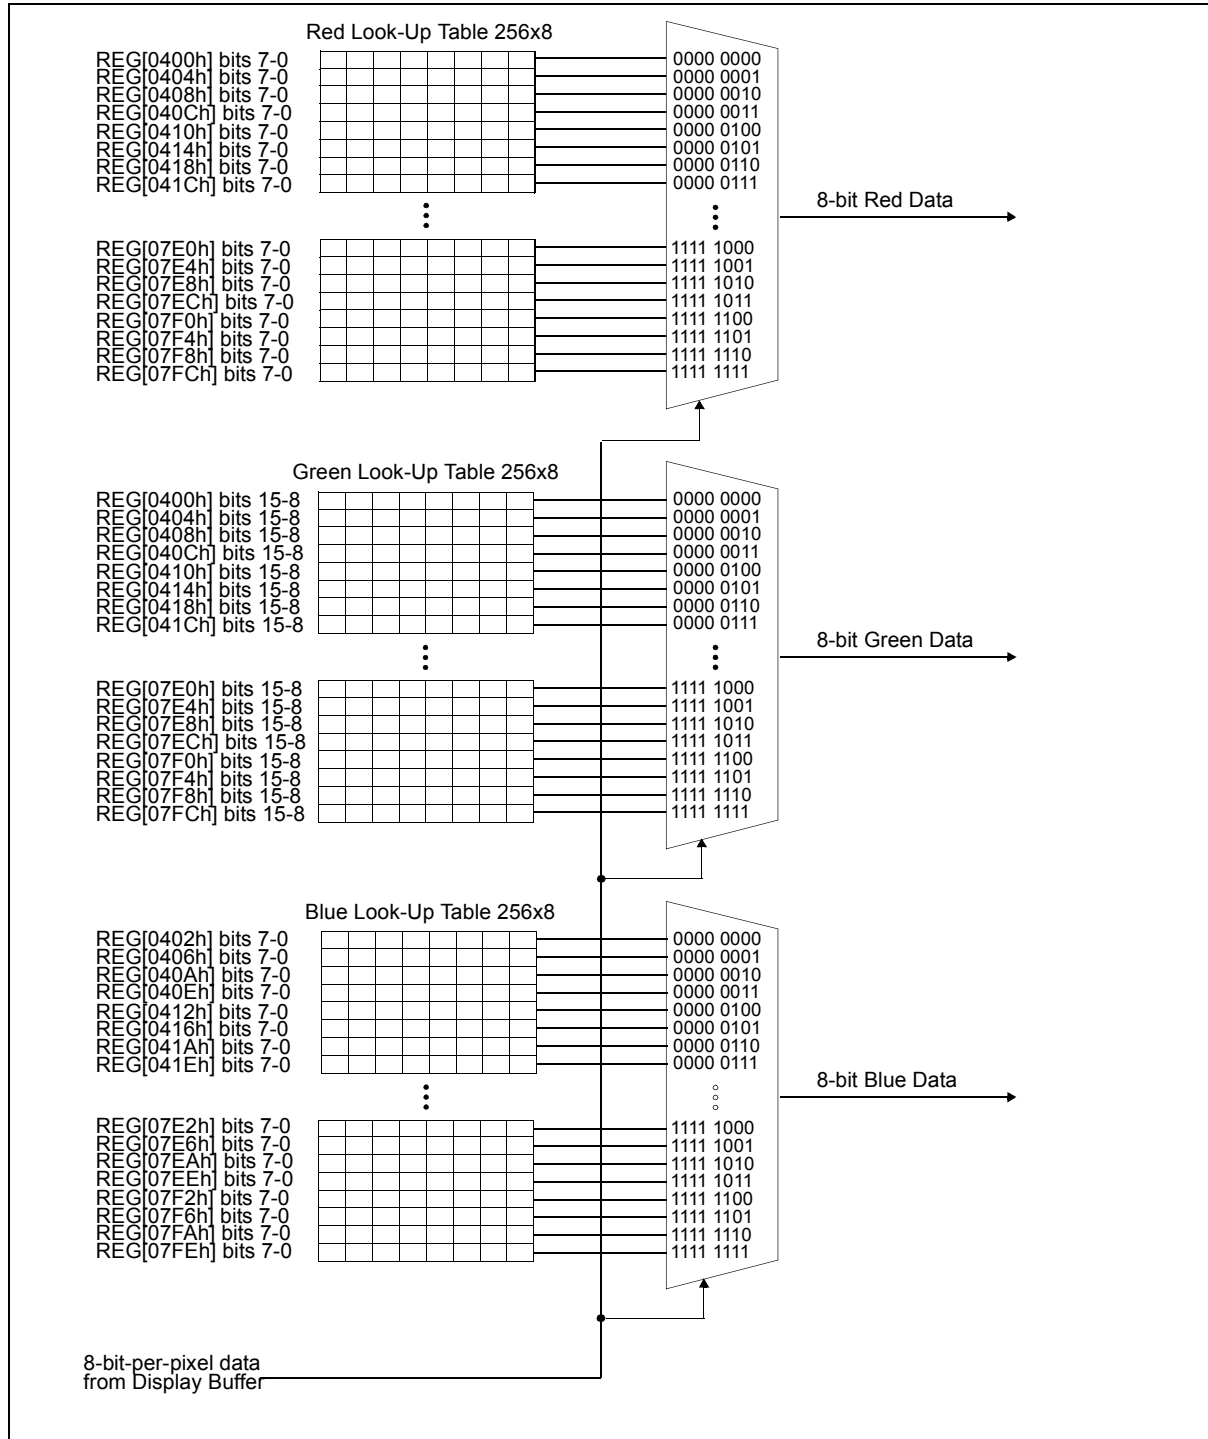 Red Look-Up Table 256x8
REG[0400h] bits 7-0 0000 0000
REG[0404h] bits 7-0 0000 0001
REG[0408h] bits 7-0 0000 0010
REG[040Ch] bits 7-0 0000 0011
REG[0410h] bits 7-0 0000 0100
REG[0414h] bits 7-0 0000 0101
REG[0418h] bits 7-0 0000 0110
REG[041Ch] bits 7-0 0000 0111
8-bit Red Data
REG[07E0h] bits 7-0 1111 1000
REG[07E4h] bits 7-0 1111 1001
REG[07E8h] bits 7-0 1111 1010
REG[07ECh] bits 7-0 1111 1011
REG[07F0h] bits 7-0 1111 1100
REG[07F4h] bits 7-0 1111 1101
REG[07F8h] bits 7-0 1111 1110
REG[07FCh] bits 7-0 1111 1111
Green Look-Up Table 256x8
REG[0400h] bits 15-8 0000 0000
REG[0404h] bits 15-8 0000 0001
REG[0408h] bits 15-8 0000 0010
REG[040Ch] bits 15-8 0000 0011
REG[0410h] bits 15-8 0000 0100
REG[0414h] bits 15-8 0000 0101
REG[0418h] bits 15-8 0000 0110
REG[041Ch] bits 15-8 0000 0111
8-bit Green Data
REG[07E0h] bits 15-8 1111 1000
REG[07E4h] bits 15-8 1111 1001
REG[07E8h] bits 15-8 1111 1010
REG[07ECh] bits 15-8 1111 1011
REG[07F0h] bits 15-8 1111 1100
REG[07F4h] bits 15-8 1111 1101
REG[07F8h] bits 15-8 1111 1110
REG[07FCh] bits 15-8 1111 1111
Blue Look-Up Table 256x8
REG[0402h] bits 7-0 0000 0000
REG[0406h] bits 7-0 0000 0001
REG[040Ah] bits 7-0 0000 0010
REG[040Eh] bits 7-0 0000 0011
REG[0412h] bits 7-0 0000 0100
REG[0416h] bits 7-0 0000 0101
REG[041Ah] bits 7-0 0000 0110
REG[041Eh] bits 7-0 0000 0111
8-bit Blue Data
REG[07E2h] bits 7-0 1111 1000
REG[07E6h] bits 7-0 1111 1001
REG[07EAh] bits 7-0 1111 1010
REG[07EEh] bits 7-0 1111 1011
REG[07F2h] bits 7-0 1111 1100
REG[07F6h] bits 7-0 1111 1101
REG[07FAh] bits 7-0 1111 1110
REG[07FEh] bits 7-0 1111 1111
8-bit-per-pixel data
from Display Buffer